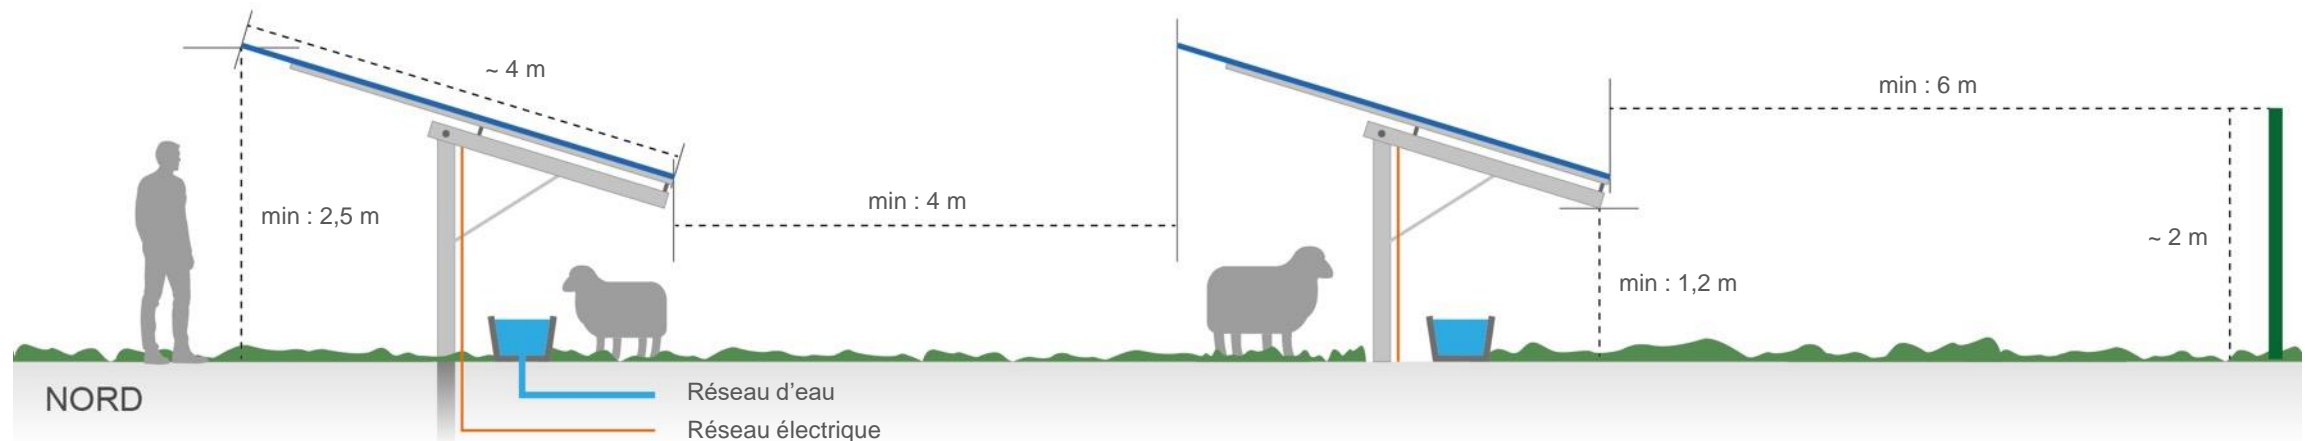 ~ 4 m
min : 6 m
min : 2,5 m
min : 4 m
~ 2 m
min : 1,2 m
NORD
Réseau d'eau
Réseau électrique